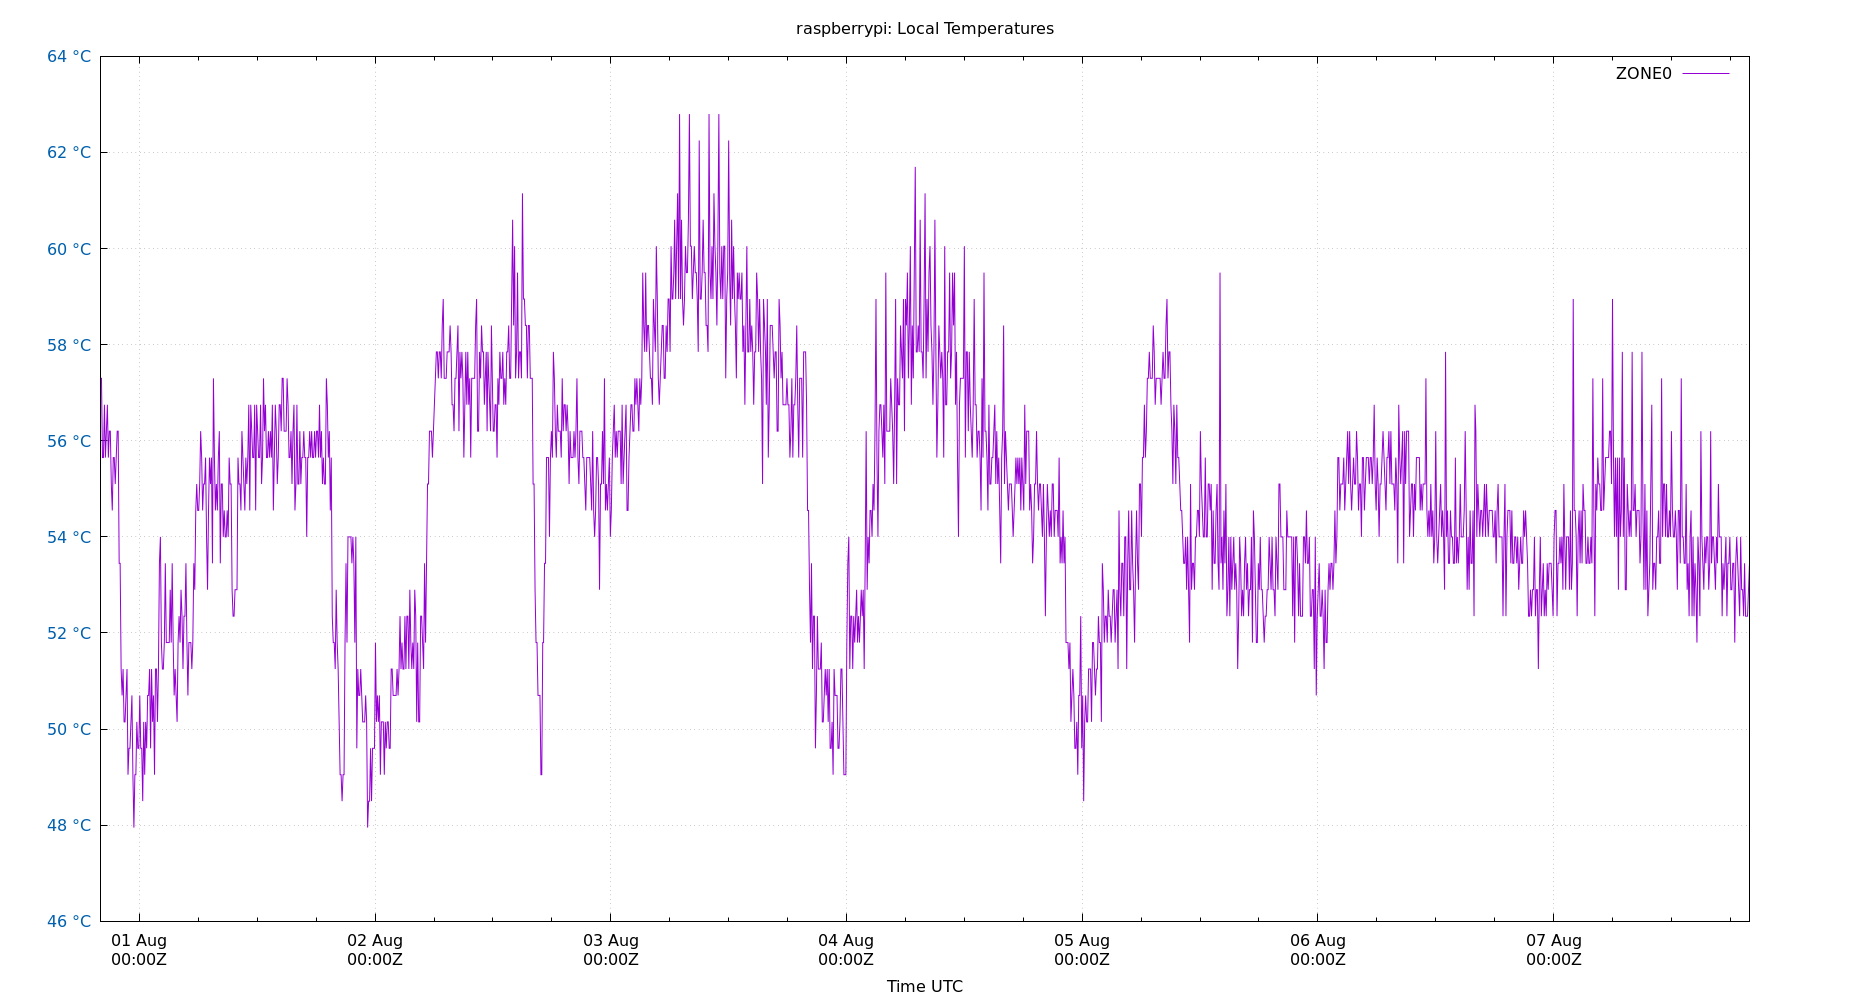 raspberrypi: Local Temperatures
64 °C
ZONE0
62 °C
60 °C
58 °C
56 °C
54 °C
52 °C
50 °C
48 °C
46 °C
01 Aug 02 Aug 03 Aug 04 Aug 05 Aug 06 Aug 07 Aug
00:00Z 00:00Z 00:00Z 00:00Z 00:00Z 00:00Z 00:00Z
Time UTC